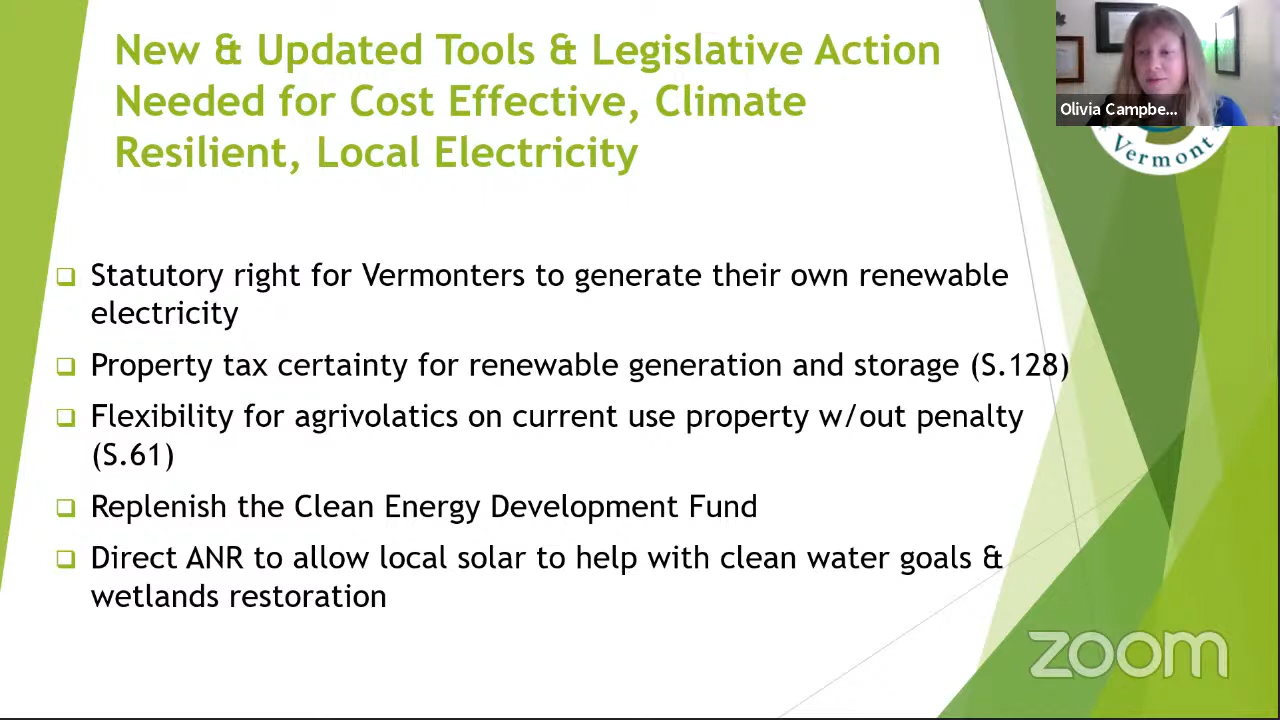 New & Updated Tools & Legislative Action
Needed for Cost Effective, Climate
Resilient, Local Electricity
Olivia Campbe...
Vermont
Statutory right for Vermonters to generate their own renewable
electricity
Property tax certainty for renewable generation and storage (S.128)
Flexibility for agrivolatics on current use property w/out penalty
(S.61)
Replenish the Clean Energy Development Fund
Direct ANR to allow local solar to help with clean water goals &
wetlands restoration
zoom